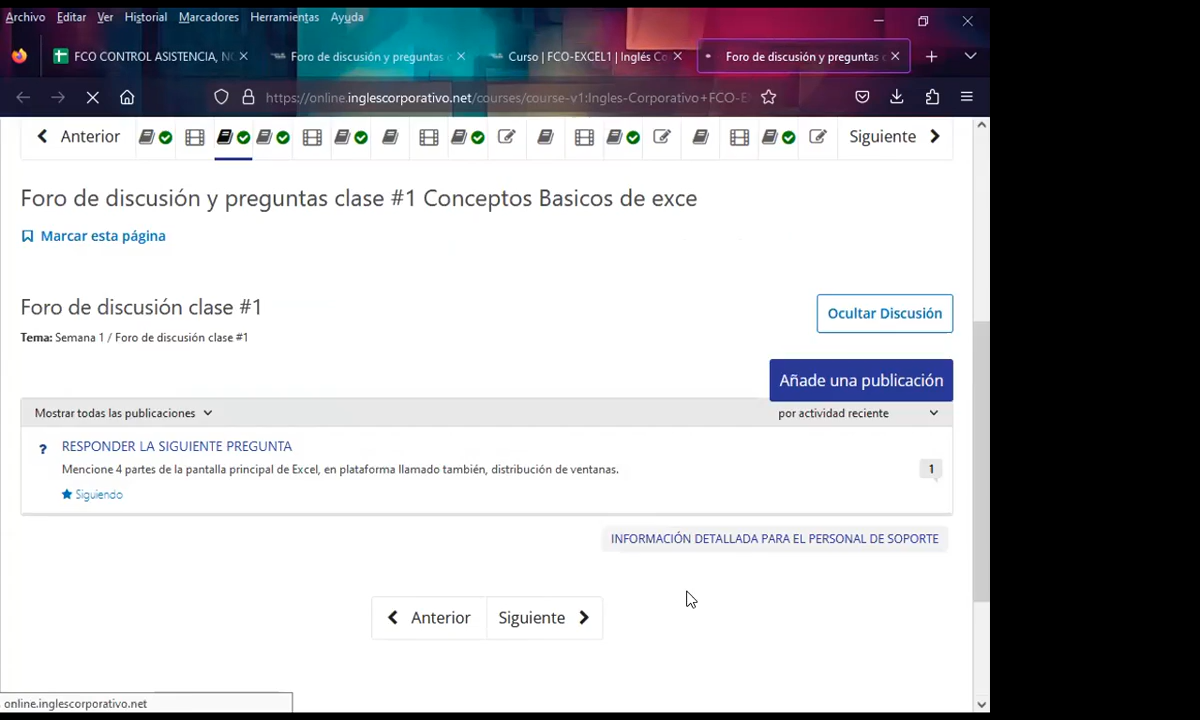 Archivo Editar Ver Historial Marcadores Herramientas Ayuda
FCO CONTROL ASISTENCIA, NO Foro de discusión y preguntas c Curso | FCO-EXCEL1 | Inglés Co Foro de discusión y preguntas c
https://online.inglescorporativo.net/courses/course-v1:Ingles-Corporativo+FCO-E
Anterior Siguiente
Foro de discusión y preguntas clase #1 Conceptos Basicos de exce
Marcar esta página
Foro de discusión clase #1
Ocultar Discusión
Tema: Semana 1 / Foro de discusión clase #1
Añade una publicación
Mostrar todas las publicaciones por actividad reciente
? RESPONDER LA SIGUIENTE PREGUNTA
Mencione 4 partes de la pantalla principal de Excel, en plataforma llamado también, distribución de ventanas. 1
Siguiendo
INFORMACIÓN DETALLADA PARA EL PERSONAL DE SOPORTE
Anterior Siguiente
online.inglescorporativo.net